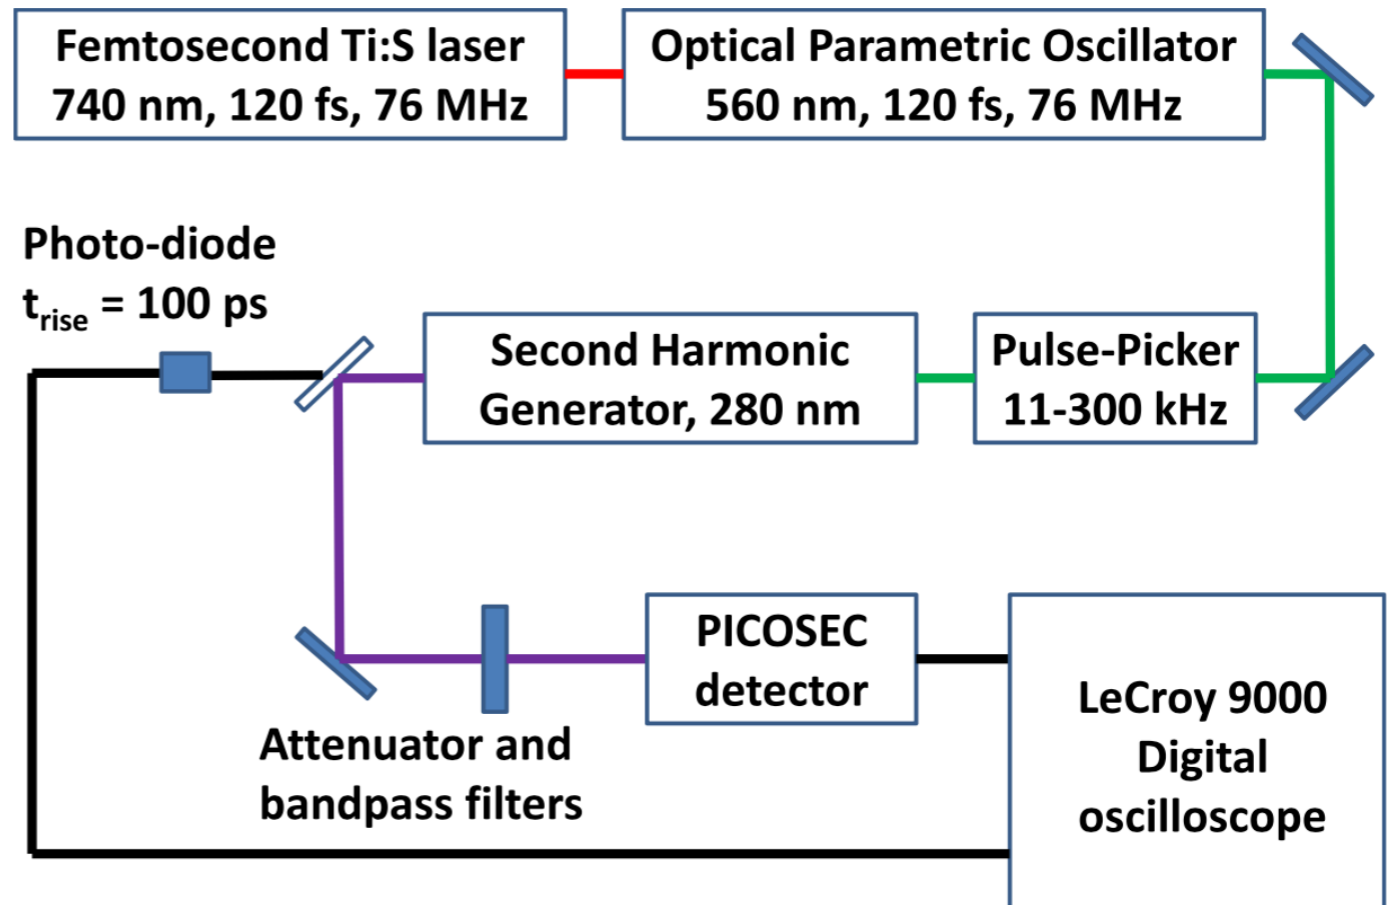 Femtosecond Ti:S laser
740 nm, 120 fs, 76 MHz
Optical Parametric Oscillator
560 nm, 120 fs, 76 MHz
Photo-diode
trise = 100 ps
Second Harmonic
Generator, 280 nm
Pulse-Picker
11-300 kHz
Attenuator and
bandpass filters
PICOSEC
detector
LeCroy 9000
Digital
oscilloscope